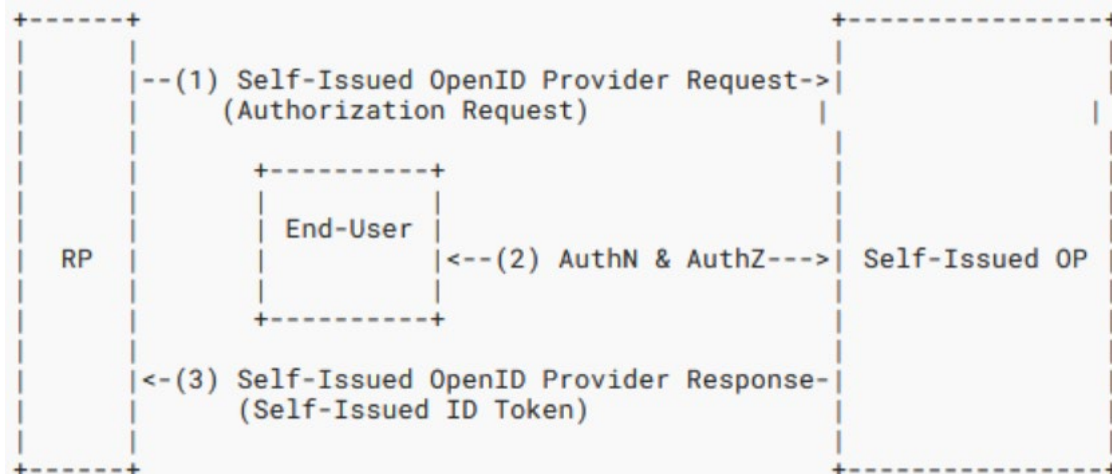 --(1) Self-Issued OpenID Provider Request->
(Authorization Request)
End-User
RP
<--(2) AuthN & AuthZ--->
Self-Issued OP
<-(3) Self-Issued OpenID Provider Response-
(Self-Issued ID Token)